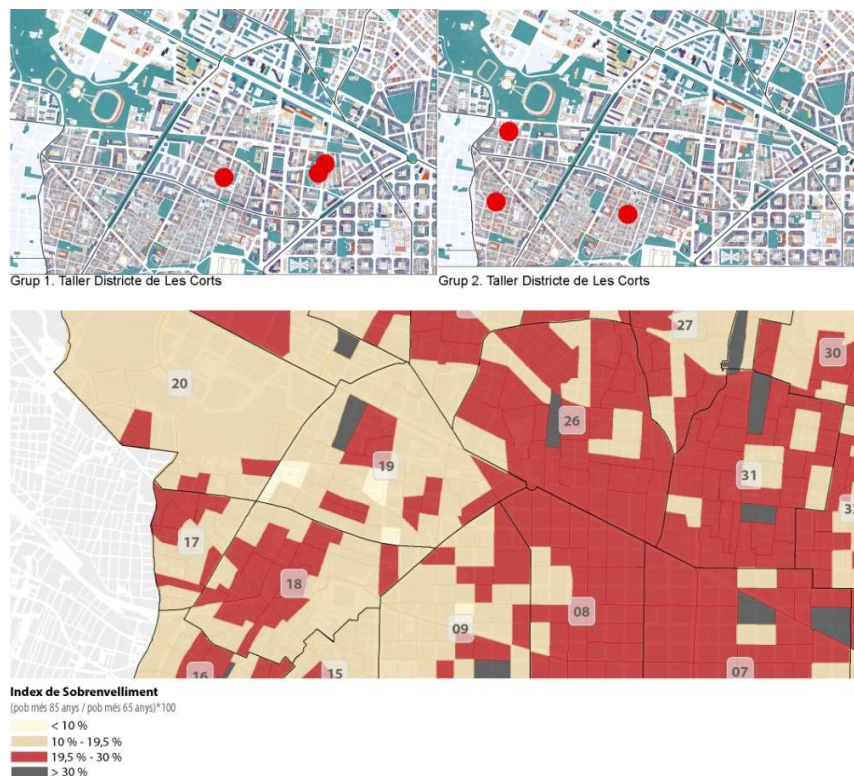 Grup 1. Taller Districte de Les Corts
Grup 2. Taller Districte de Les Corts
27
30
20
26
19
31
17
18
08
09
16
15
07
Index de Sobrenvelliment
(pob més 85 anys / pob més 65 anys)*100
< 10 %
10 % - 19,5 %
19,5 % - 30 %
> 30 %